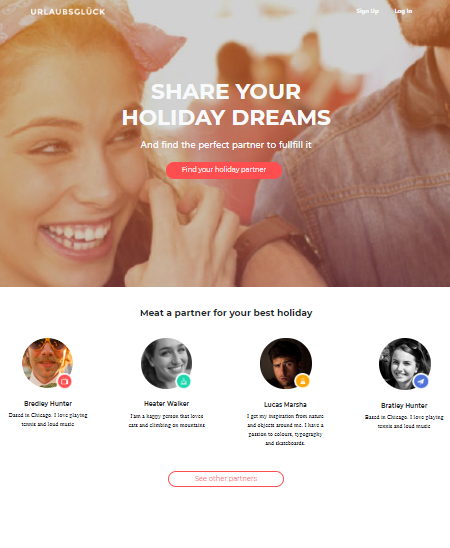 URLAUBSGLÜCK
Sign Up Log In
SHARE YOUR
HOLIDAY DREAMS
And find the perfect partner to fullfill it
Find your holiday partner
Meat a partner for your best holiday
Bredley Hunter
Based in Chicago. I love playing
tennis and loud music
Heater Walker
I am a happy person that loves
cats and climbing on mountains
Lucas Marsha
I get my inspiration from nature
and objects around me. I have a
passion to colours, typography
and skateboards.
Bratley Hunter
Based in Chicago. I love playing
tennis and loud music
See other partners